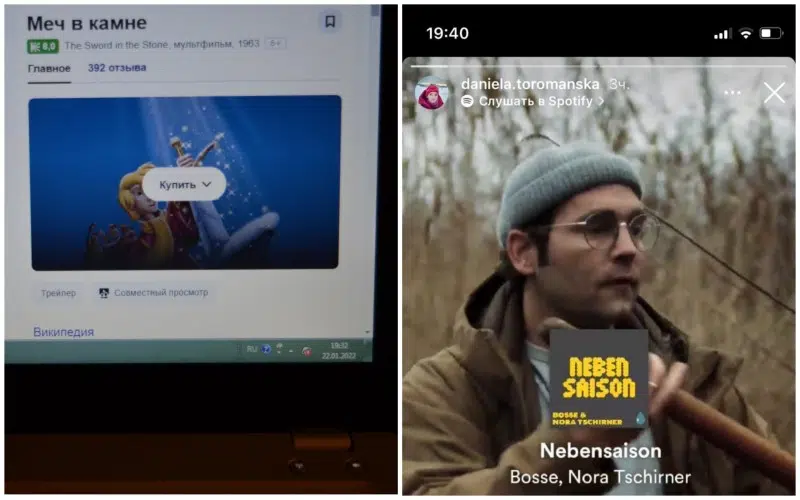 Меч в камне
8,0 The Sword in the Stone, мультфильм, 1963 6+
Главное 392 отзыва
Купить
Трейлер Совместный просмотр
Википедия
RU 19:32
22.01.2022
19:40
daniela.toromanska 3ч.
Слушать в Spotify
NEBEN
SAISON
BOSSE &
NORA TSCHIRNER
Nebensaison
Bosse, Nora Tschirner